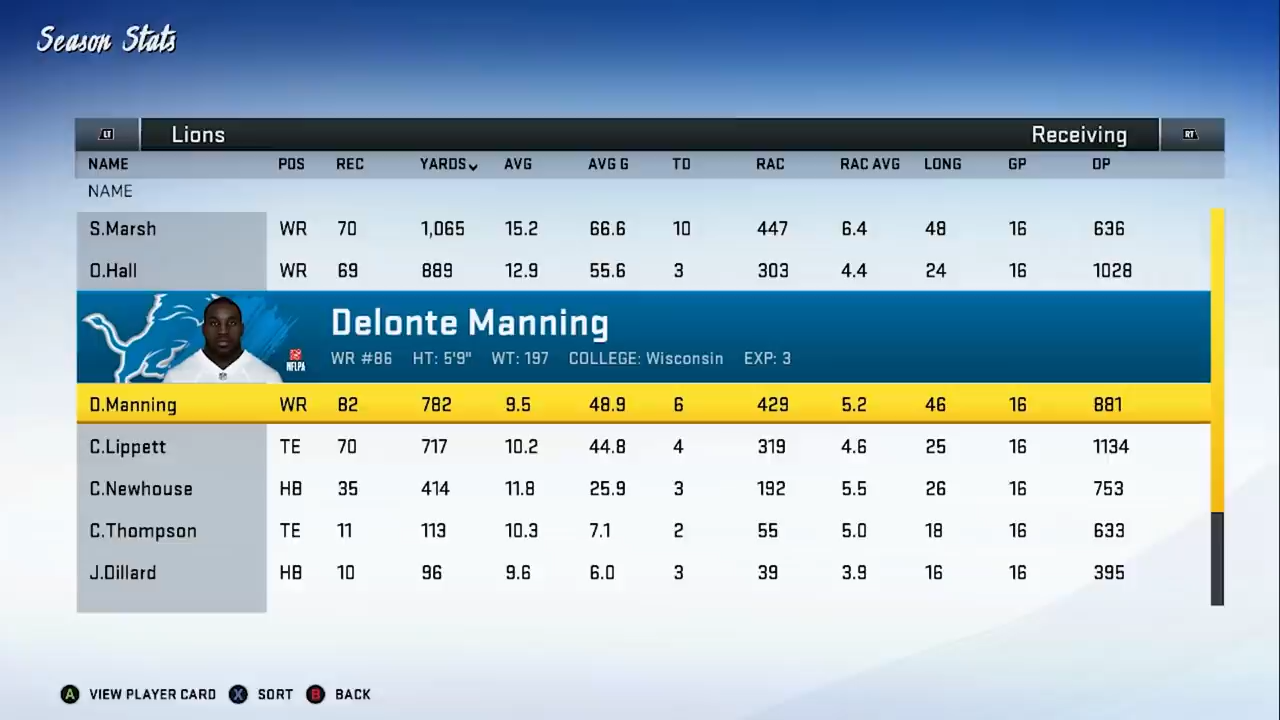 Season Stats
LT Lions Receiving RT
NAME POS REC YARDS AVG AVG G TD RAC RAC AVG LONG GP DP
NAME
S.Marsh WR 70 1,065 15.2 66.6 10 447 6.4 48 16 636
O.Hall WR 69 889 12.9 55.6 3 303 4.4 24 16 1028
Delonte Manning
WR #86 HT: 5'9" WT: 197 COLLEGE: Wisconsin EXP: 3
NFLPA
D.Manning WR 82 782 9.5 48.9 6 429 5.2 46 16 881
C.Lippett TE 70 717 10.2 44.8 4 319 4.6 25 16 1134
C.Newhouse HB 35 414 11.8 25.9 3 192 5.5 26 16 753
C.Thompson TE 11 113 10.3 7.1 2 55 5.0 18 16 633
J.Dillard HB 10 96 9.6 6.0 3 39 3.9 16 16 395
A VIEW PLAYER CARD X SORT B BACK